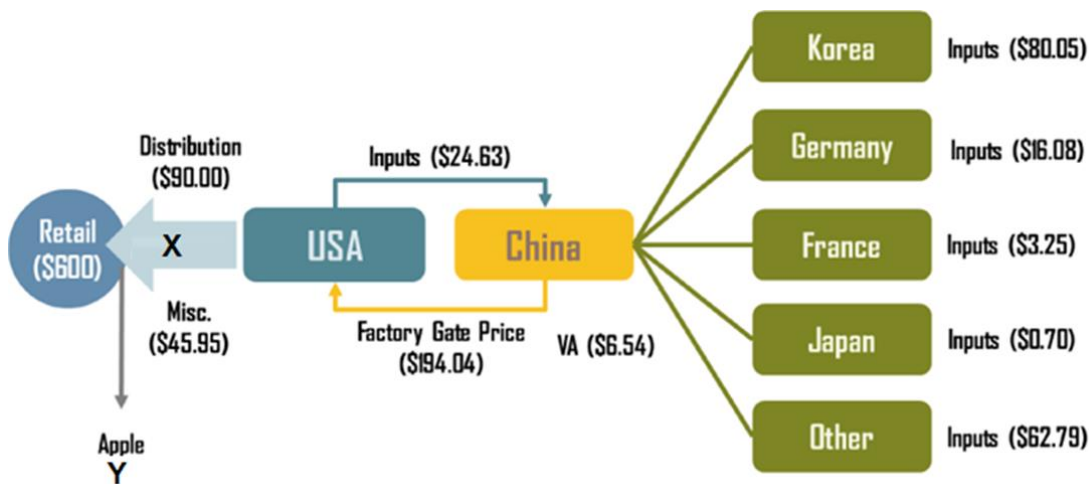 Distribution
($90.00)
Retail
($600)
X
Misc.
($45.95)
Apple
Y
USA
Inputs ($24.63)
Factory Gate Price
($194.04)
China
VA ($6.54)
Korea
Inputs ($80.05)
Germany
Inputs ($16.08)
France
Inputs ($3.25)
Japan
Inputs ($0.70)
Other
Inputs ($62.79)